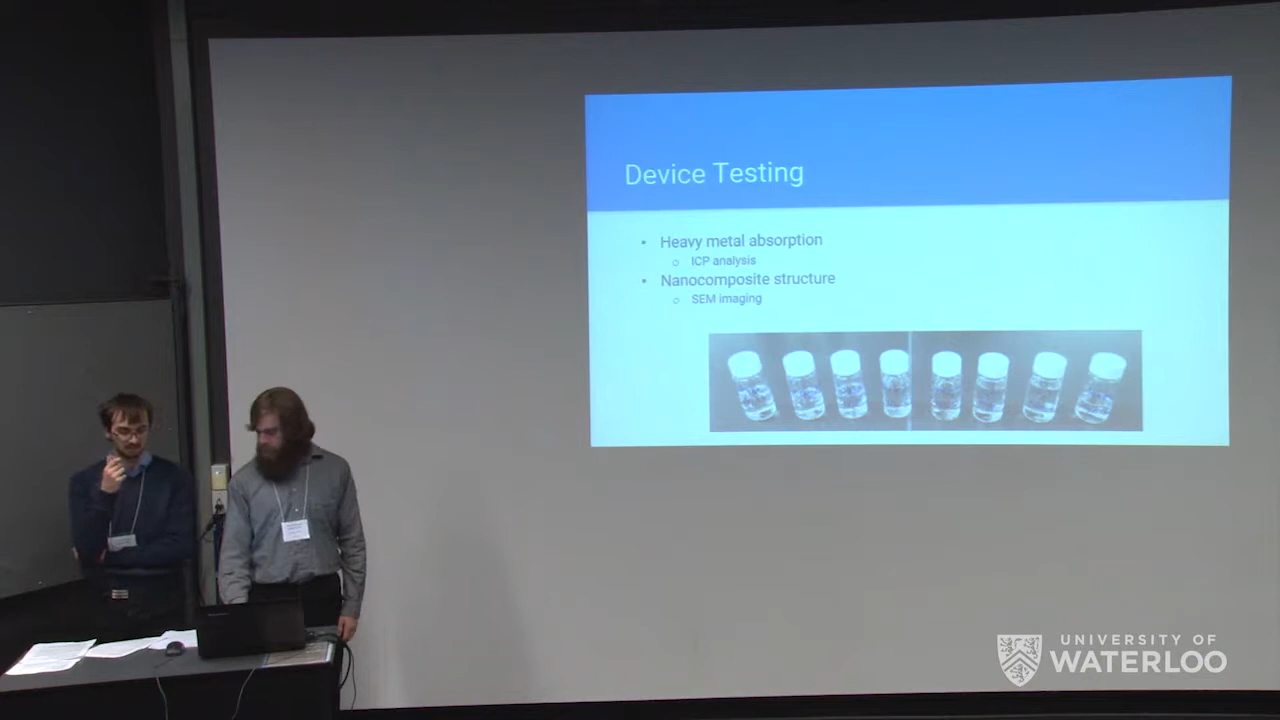 Device Testing
• Heavy metal absorption
o ICP analysis
• Nanocomposite structure
o SEM imaging
UNIVERSITY OF
WATERLOO